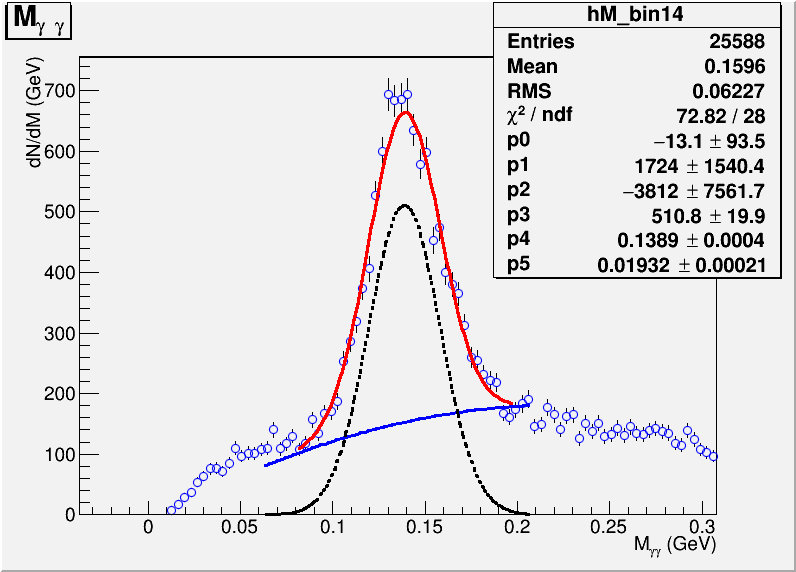 Mγ γ
hM_bin14
Entries 25588
Mean 0.1596
RMS 0.06227
χ² / ndf 72.82 / 28
p0 −13.1 ± 93.5
p1 1724 ± 1540.4
p2 −3812 ± 7561.7
p3 510.8 ± 19.9
p4 0.1389 ± 0.0004
p5 0.01932 ± 0.00021
dN/dM (GeV)
700
600
500
400
300
200
100
0
0 0.05 0.1 0.15 0.2 0.25 0.3
Mγγ (GeV)